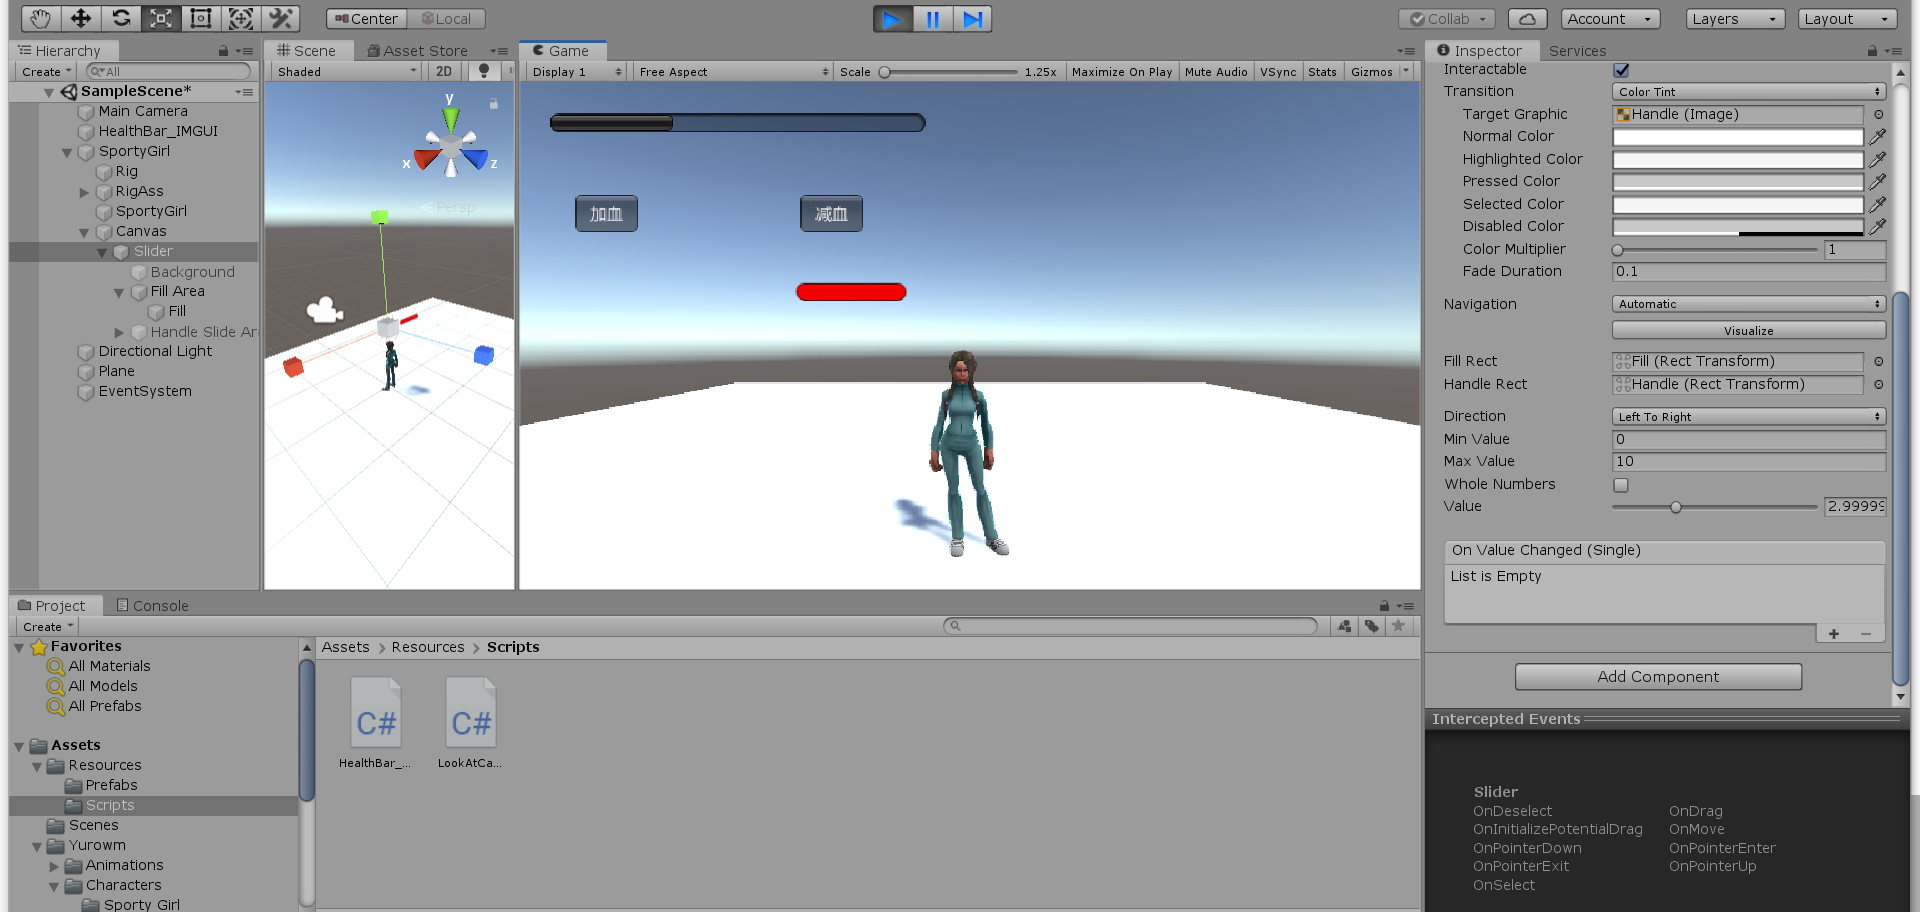 Center
Local
Collab
Account
Layers
Layout
Hierarchy
Create
All
SampleScene*
Main Camera
HealthBar_IMGUI
SportyGirl
Rig
RigAss
SportyGirl
Canvas
Slider
Background
Fill Area
Fill
Handle Slide Ar
Directional Light
Plane
EventSystem
Scene
Asset Store
Shaded
2D
y
x
z
Persp
Game
Display 1
Free Aspect
Scale
1.25x
Maximize On Play
Mute Audio
VSync
Stats
Gizmos
加血
减血
Inspector
Services
Interactable
Transition
Color Tint
Target Graphic
Handle (Image)
Normal Color
Highlighted Color
Pressed Color
Selected Color
Disabled Color
Color Multiplier
1
Fade Duration
0.1
Navigation
Automatic
Visualize
Fill Rect
Fill (Rect Transform)
Handle Rect
Handle (Rect Transform)
Direction
Left To Right
Min Value
0
Max Value
10
Whole Numbers
Value
2.99999
On Value Changed (Single)
List is Empty
Add Component
Intercepted Events
Slider
OnDeselect
OnDrag
OnInitializePotentialDrag
OnMove
OnPointerDown
OnPointerEnter
OnPointerExit
OnPointerUp
OnSelect
Project
Console
Create
Favorites
All Materials
All Models
All Prefabs
Assets
Resources
Prefabs
Scripts
Scenes
Yurowm
Animations
Characters
Sporty Girl
Assets > Resources > Scripts
C#
C#
HealthBar_...
LookAtCa...